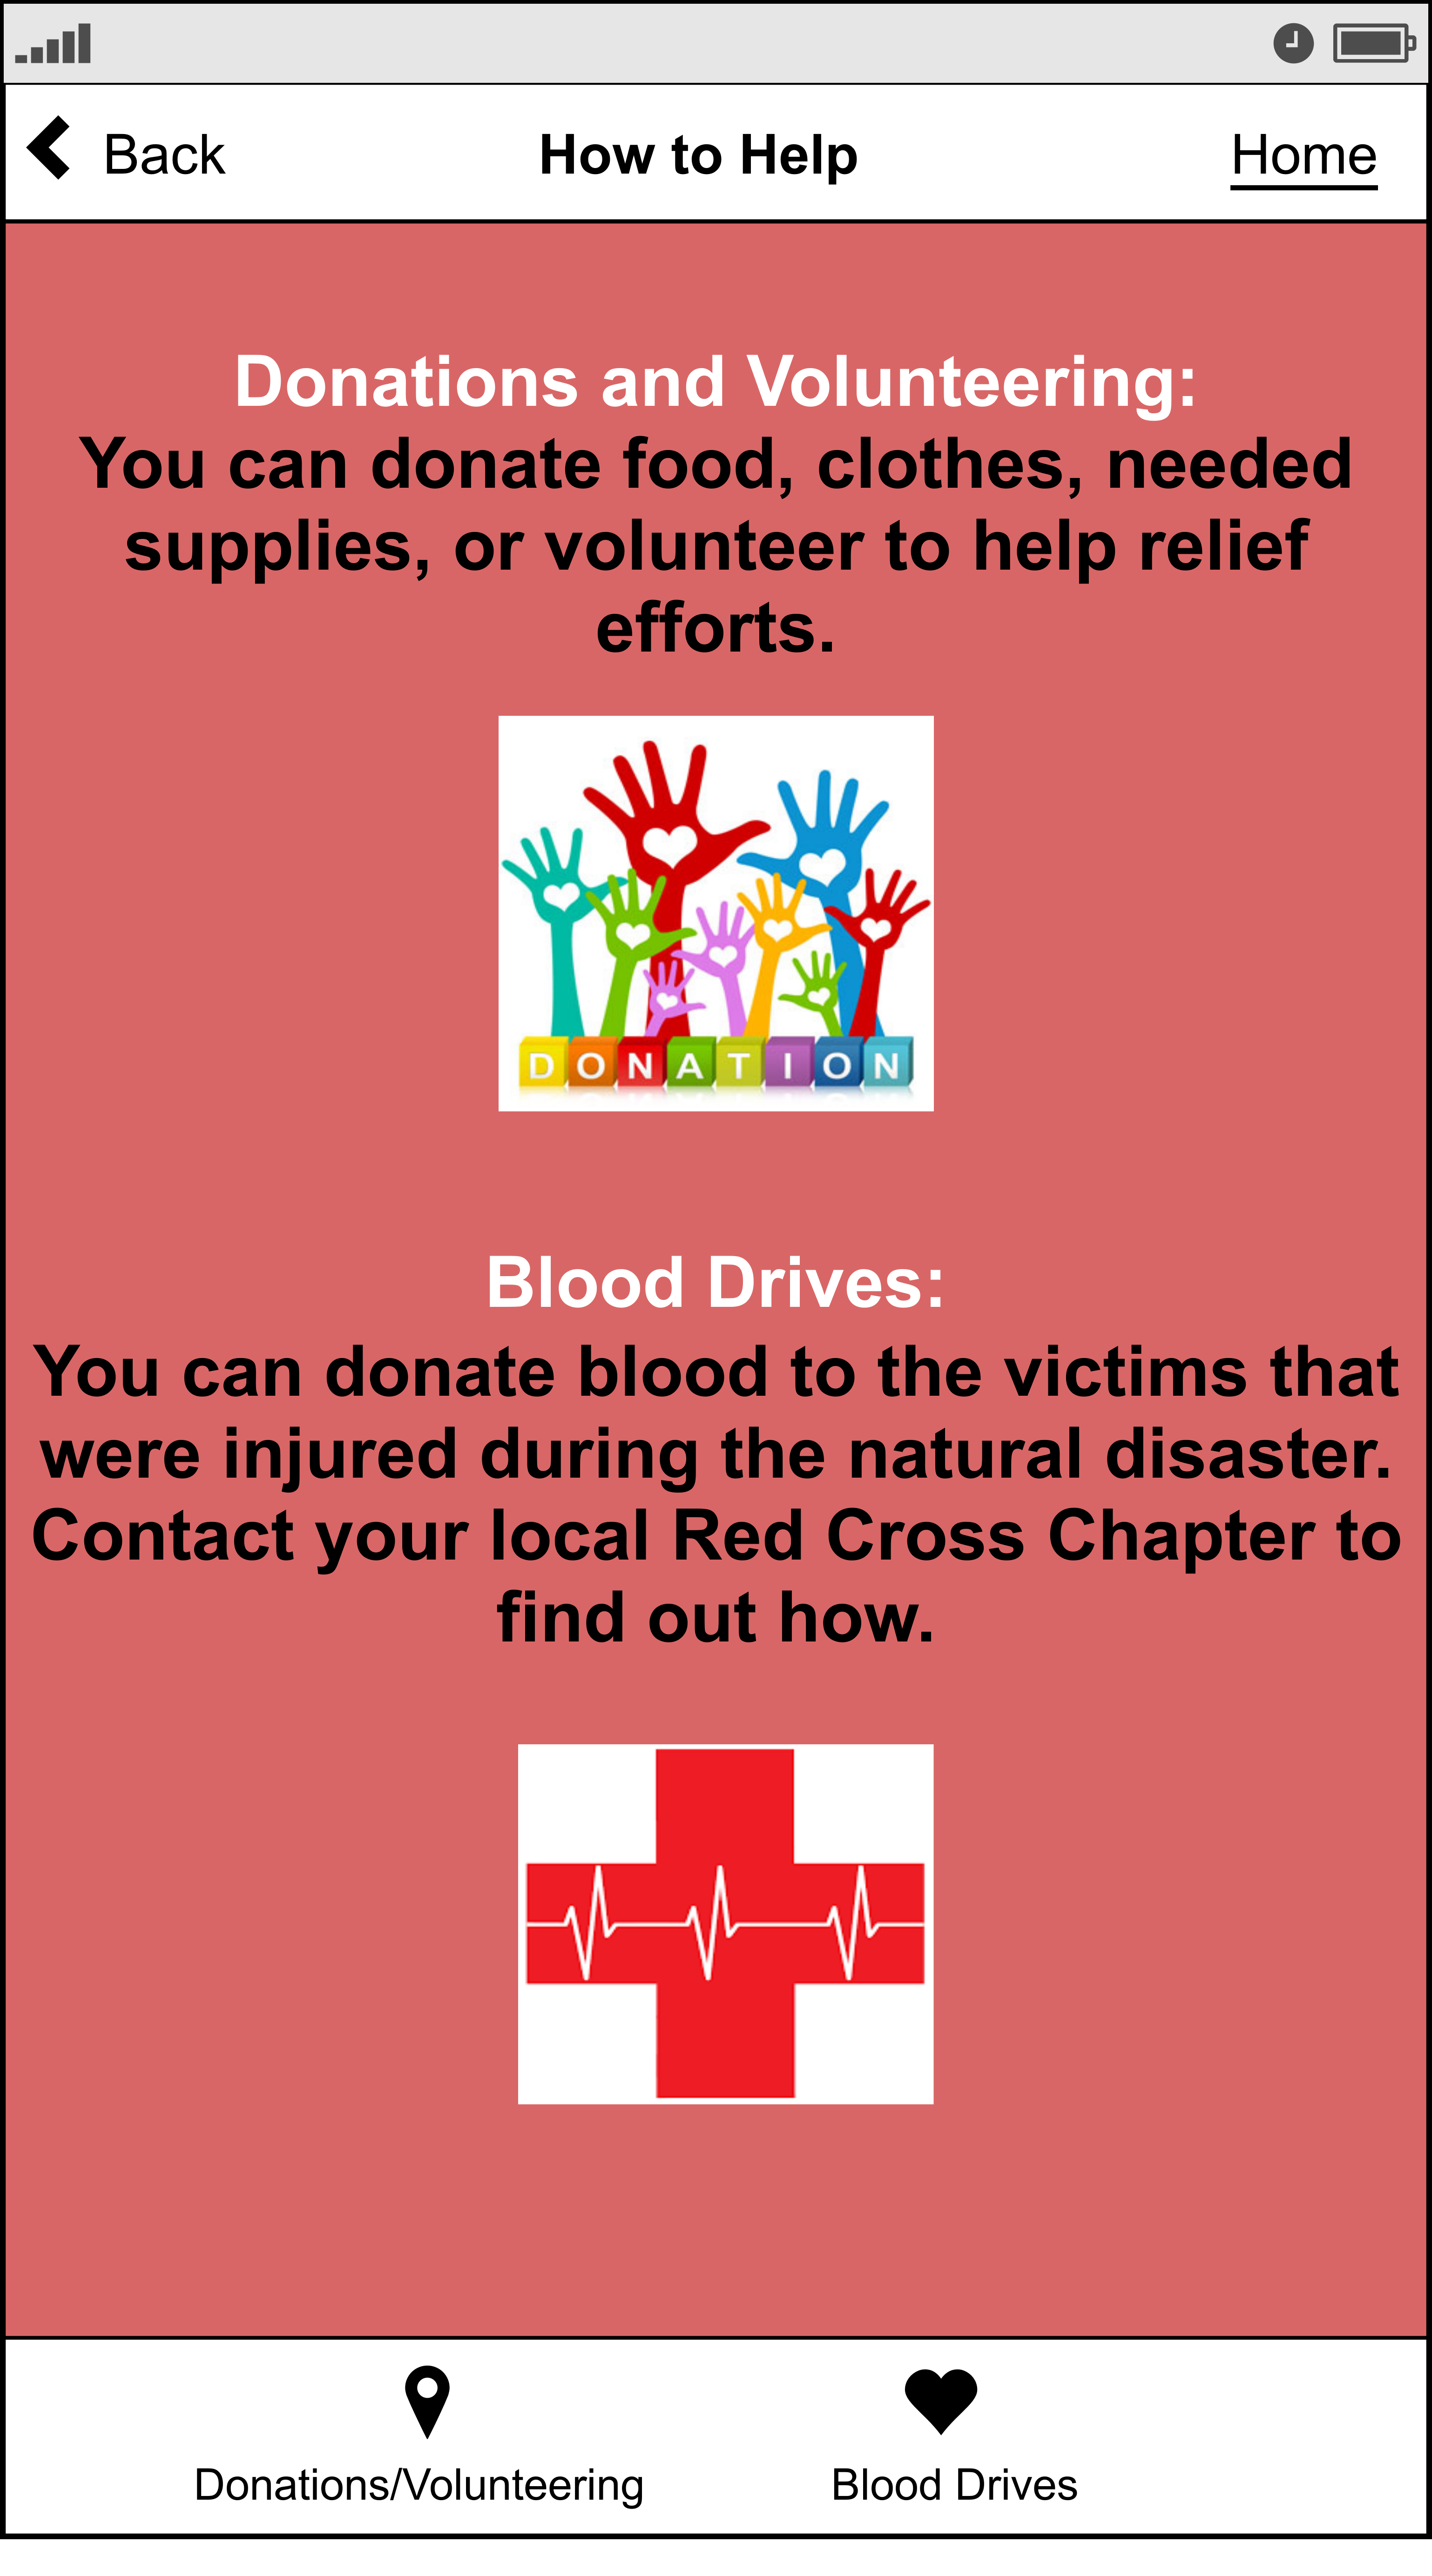 Back
How to Help
Home
Donations and Volunteering:
You can donate food, clothes, needed
supplies, or volunteer to help relief
efforts.
DONATION
Blood Drives:
You can donate blood to the victims that
were injured during the natural disaster.
Contact your local Red Cross Chapter to
find out how.
Donations/Volunteering
Blood Drives